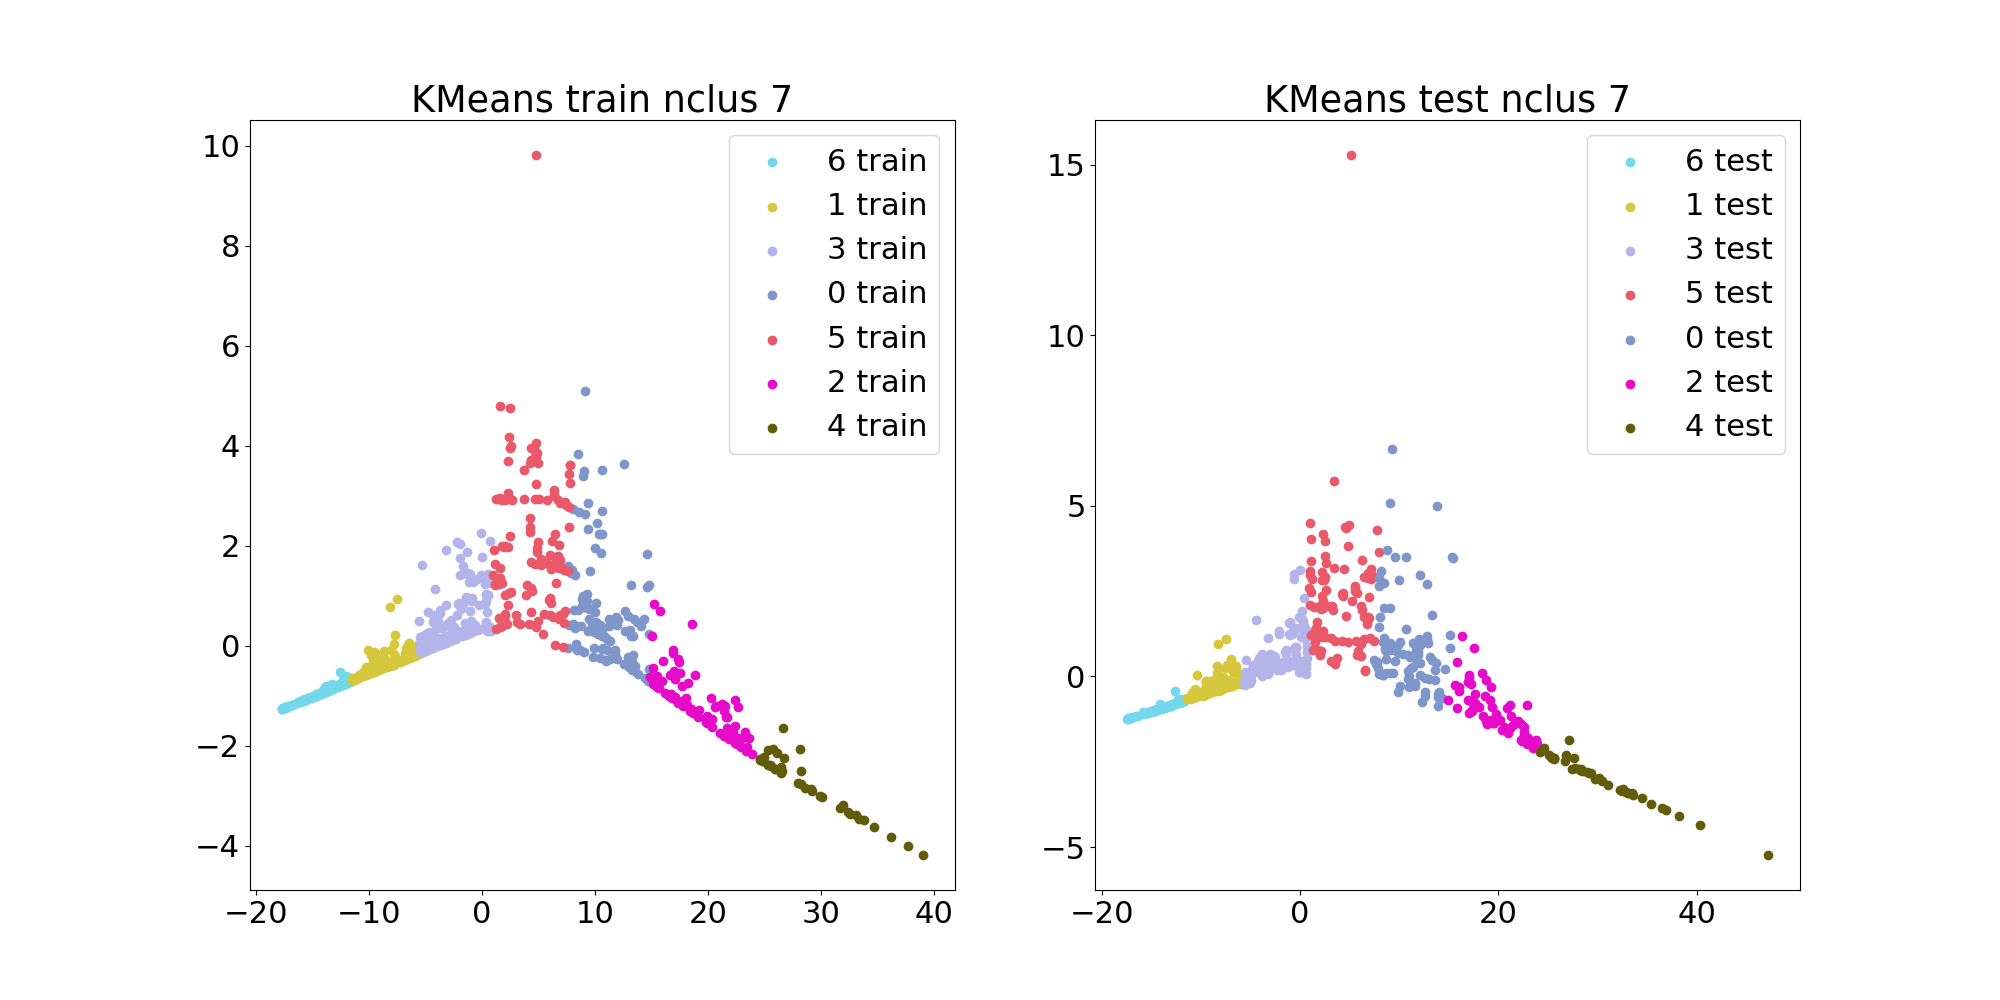 KMeans train nclus 7
10
8
6
4
2
0
−2
−4
−20 −10 0 10 20 30 40
6 train
1 train
3 train
0 train
5 train
2 train
4 train
KMeans test nclus 7
15
10
5
0
−5
−20 0 20 40
6 test
1 test
3 test
5 test
0 test
2 test
4 test